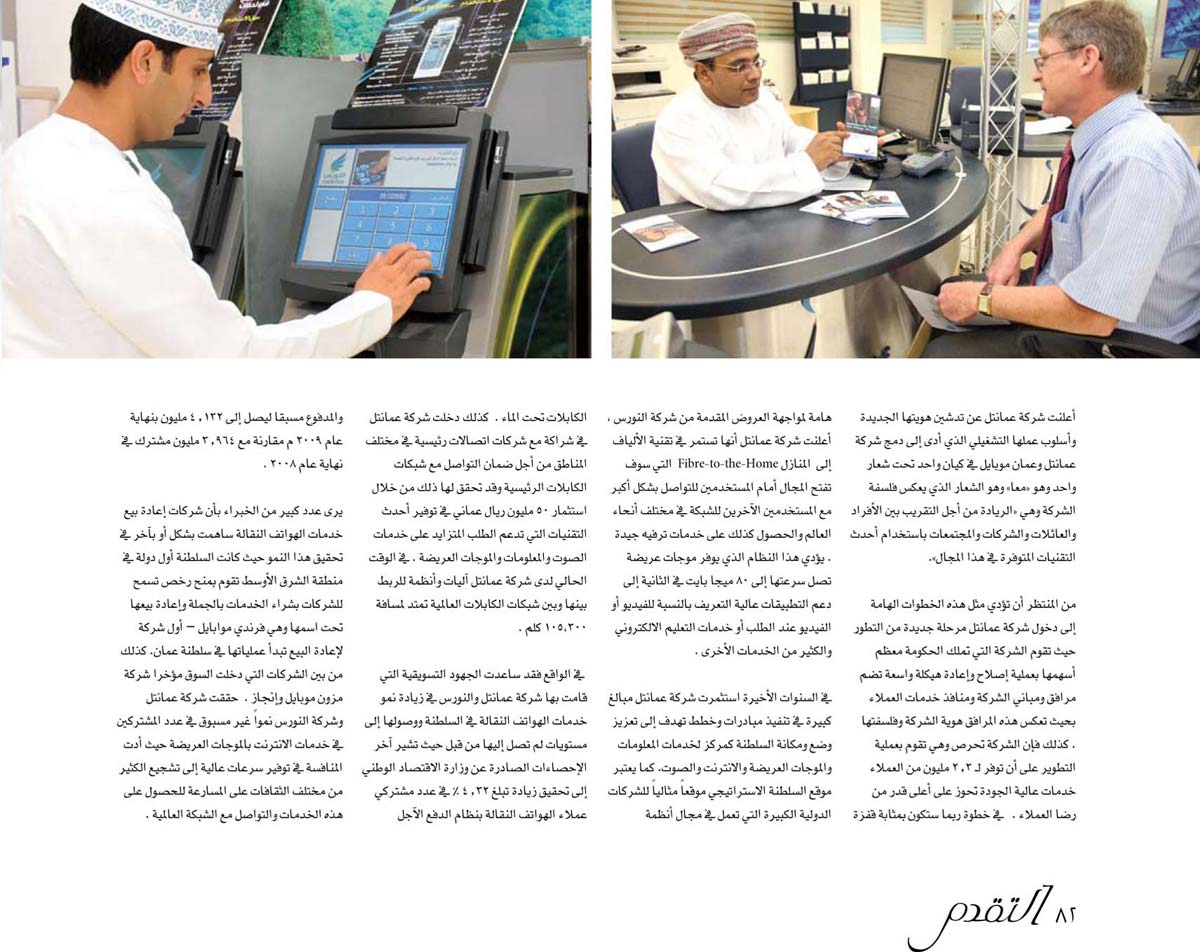 أعلنت شركة عمانتل عن تدشين هويتها الجديدة
وأسلوب عملها التشغيلي الذي أدى إلى دمج شركة
عمانتل وعمان موبايل في كيان واحد تحت شعار
واحد وهو «معا» وهو الشعار الذي يعكس فلسفة
الشركة وهي «الريادة من أجل التقريب بين الأفراد
والعائلات والشركات والمجتمعات باستخدام أحدث
التقنيات المتوفرة في هذا المجال».
من المنتظر أن تؤدي مثل هذه الخطوات الهامة
إلى دخول شركة عمانتل مرحلة جديدة من التطور
حيث تقوم الشركة التي تملك الحكومة معظم
أسهمها بعملية إصلاح وإعادة هيكلة واسعة تضم
مرافق ومباني الشركة ومنافذ خدمات العملاء
بحيث تعكس هذه المرافق هوية الشركة وفلسفتها
. كذلك فإن الشركة تحرص وهي تقوم بعملية
التطوير على أن توفر لـ ٢,٣ مليون من العملاء
خدمات عالية الجودة تحوز على أعلى قدر من
رضا العملاء . في خطوة ربما ستكون بمثابة قفزة
هامة لمواجهة العروض المقدمة من شركة النورس ،
أعلنت شركة عمانتل أنها تستمر في تقنية الألياف
إلى المنازل Fibre-to-the-Home التي سوف
تفتح المجال أمام المستخدمين للتواصل بشكل أكبر
مع المستخدمين الآخرين للشبكة في مختلف أنحاء
العالم والحصول كذلك على خدمات ترفيه جيدة
. يؤدي هذا النظام الذي يوفر موجات عريضة
تصل سرعتها إلى ٨٠ ميجا بايت في الثانية إلى
دعم التطبيقات عالية التعريف بالنسبة للفيديو أو
الفيديو عند الطلب أو خدمات التعليم الالكتروني
والكثير من الخدمات الأخرى .
في السنوات الأخيرة استثمرت شركة عمانتل مبالغ
كبيرة في تنفيذ مبادرات وخطط تهدف إلى تعزيز
وضع ومكانة السلطنة كمركز لخدمات المعلومات
والموجات العريضة والانترنت والصوت. كما يعتبر
موقع السلطنة الاستراتيجي موقعاً مثالياً للشركات
الدولية الكبيرة التي تعمل في مجال أنظمة
الكابلات تحت الماء . كذلك دخلت شركة عمانتل
في شراكة مع شركات اتصالات رئيسية في مختلف
المناطق من أجل ضمان التواصل مع شبكات
الكابلات الرئيسية وقد تحقق لها ذلك من خلال
استثمار ٥٠ مليون ريال عماني في توفير أحدث
التقنيات التي تدعم الطلب المتزايد على خدمات
الصوت والمعلومات والموجات العريضة . في الوقت
الحالي لدى شركة عمانتل آليات وأنظمة للربط
بينها وبين شبكات الكابلات العالمية تمتد لمسافة
١٠٥,٣٠٠ كلم .
في الواقع فقد ساعدت الجهود التسويقية التي
قامت بها شركة عمانتل والنورس في زيادة نمو
خدمات الهواتف النقالة في السلطنة ووصولها إلى
مستويات لم تصل إليها من قبل حيث تشير آخر
الإحصاءات الصادرة عن وزارة الاقتصاد الوطني
إلى تحقيق زيادة تبلغ ٤,٣٢ ٪ في عدد مشتركي
عملاء الهواتف النقالة بنظام الدفع الآجل
والمدفوع مسبقا ليصل إلى ٤,١٣٢ مليون بنهاية
عام ٢٠٠٩ م مقارنة مع ٣,٩٦٤ مليون مشترك في
نهاية عام ٢٠٠٨ .
يرى عدد كبير من الخبراء بأن شركات إعادة بيع
خدمات الهواتف النقالة ساهمت بشكل أو بآخر في
تحقيق هذا النمو حيث كانت السلطنة أول دولة في
منطقة الشرق الأوسط تقوم بمنح رخص تسمح
للشركات بشراء الخدمات بالجملة وإعادة بيعها
تحت اسمها وهي فرندي موابايل – أول شركة
لإعادة البيع تبدأ عملياتها في سلطنة عمان. كذلك
من بين الشركات التي دخلت السوق مؤخرا شركة
مزون موبايل وإنجاز . حققت شركة عمانتل
وشركة النورس نمواً غير مسبوق في عدد المشتركين
في خدمات الانترنت بالموجات العريضة حيث أدت
المنافسة في توفير سرعات عالية إلى تشجيع الكثير
من مختلف الثقافات على المسارعة للحصول على
هذه الخدمات والتواصل مع الشبكة العالمية .
٨٢ التقدم